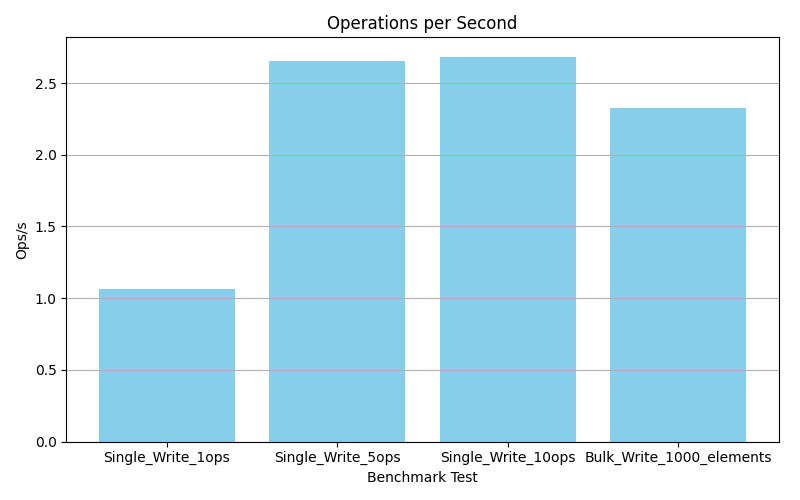 Operations per Second
Ops/s
2.5
2.0
1.5
1.0
0.5
0.0
Single_Write_1ops Single_Write_5ops Single_Write_10ops Bulk_Write_1000_elements
Benchmark Test